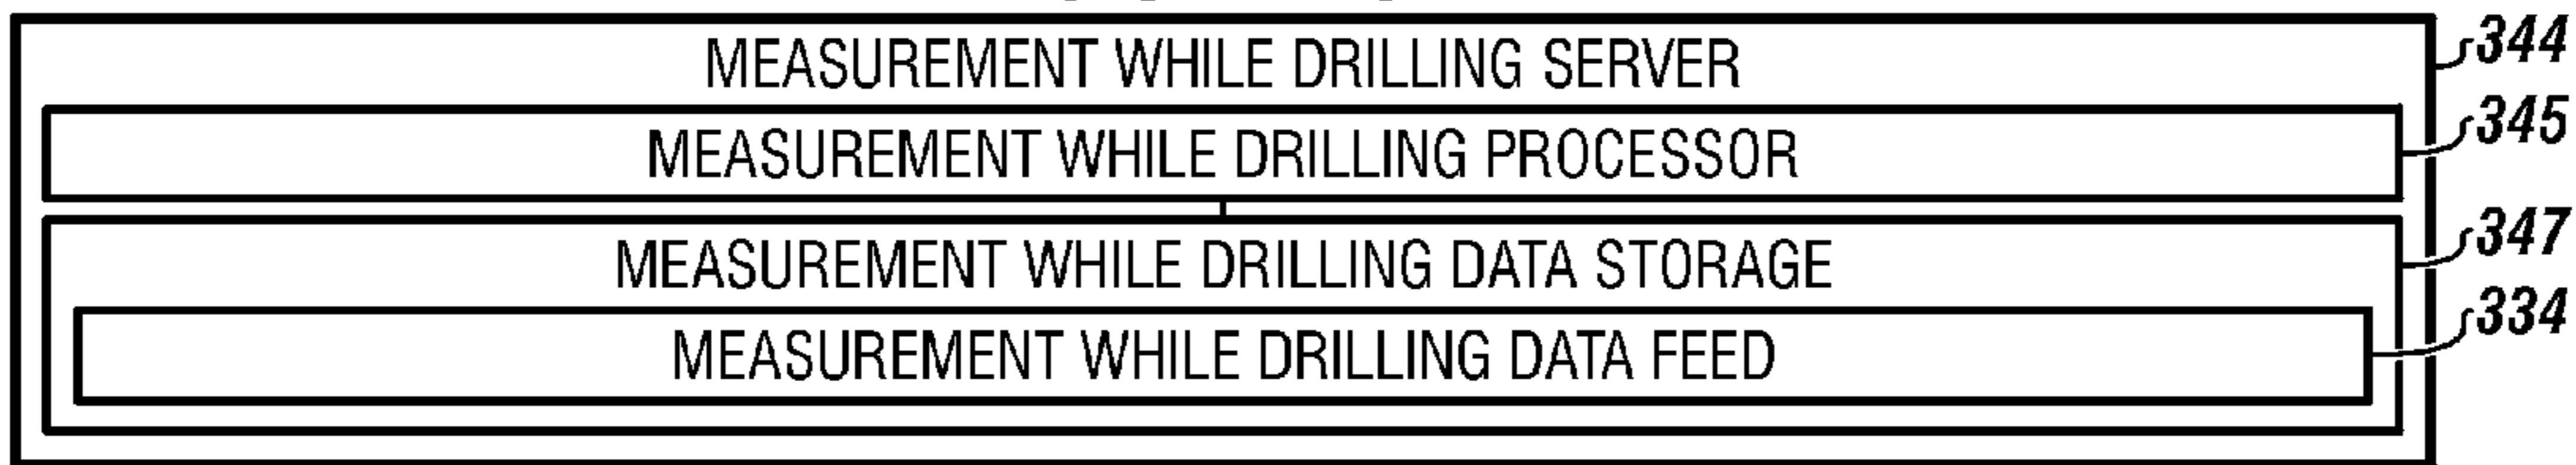 MEASUREMENT WHILE DRILLING SERVER 344
MEASUREMENT WHILE DRILLING PROCESSOR 345
MEASUREMENT WHILE DRILLING DATA STORAGE 347
MEASUREMENT WHILE DRILLING DATA FEED 334